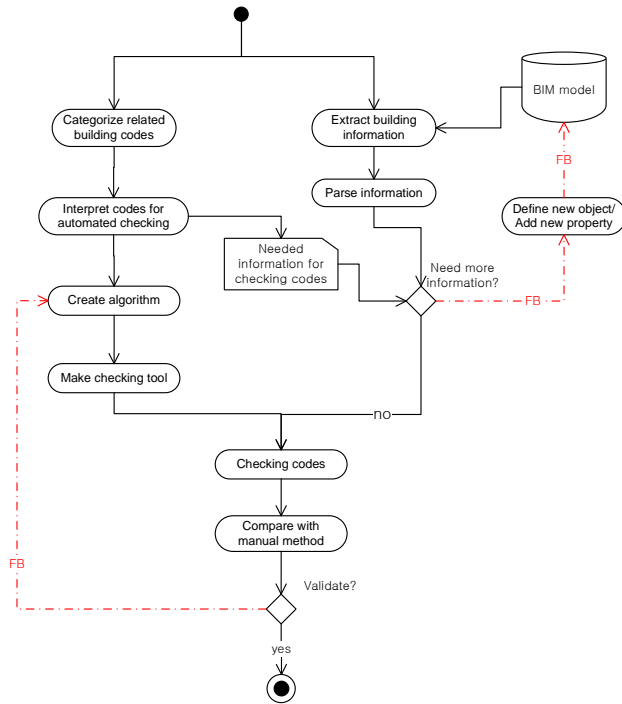 Categorize related
building codes
Extract building
information
BIM model
FB
Parse information
Interpret codes for
automated checking
Define new object/
Add new property
Needed
information for
checking codes
Need more
information?
Create algorithm
FB
Make checking tool
no
Checking codes
Compare with
manual method
FB
Validate?
yes